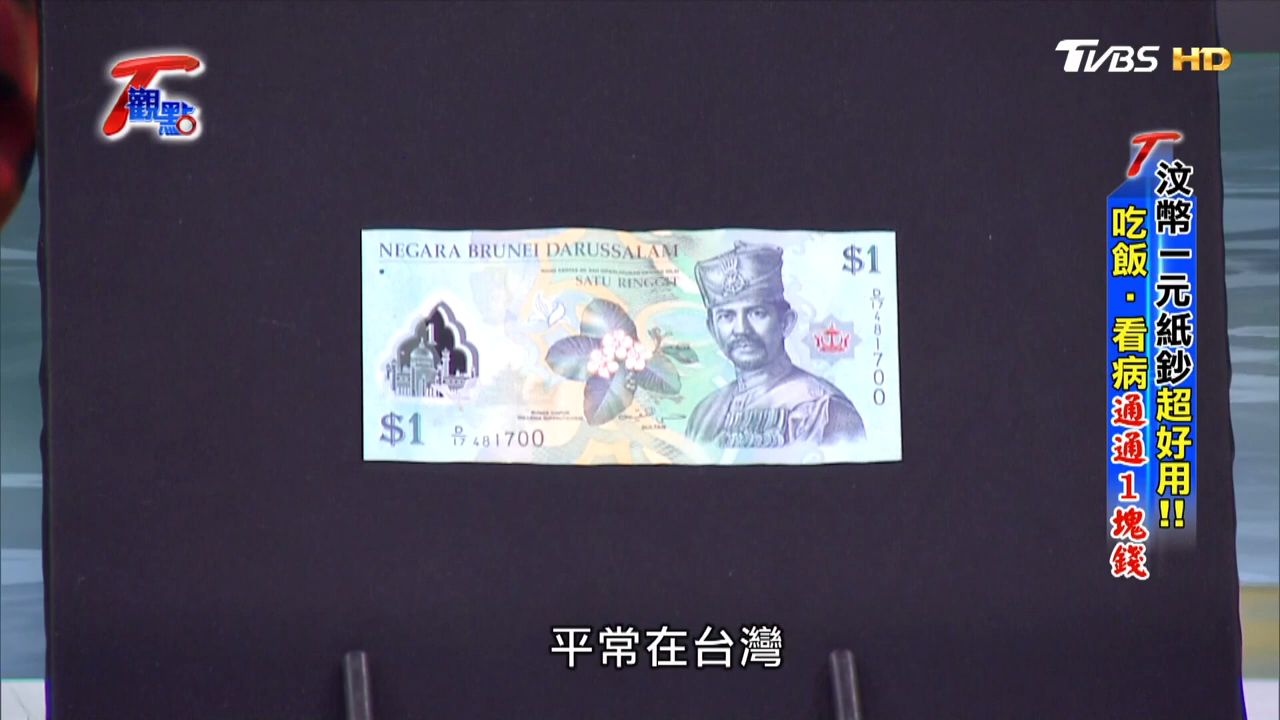 T觀點
TVBS HD
T
汶幣一元紙鈔超好用!!
吃飯·看病通通1塊錢
NEGARA BRUNEI DARUSSALAM
$1
SATU RINGGIT
D/17 481700
$1
D/17 481700
SULTAN
平常在台灣